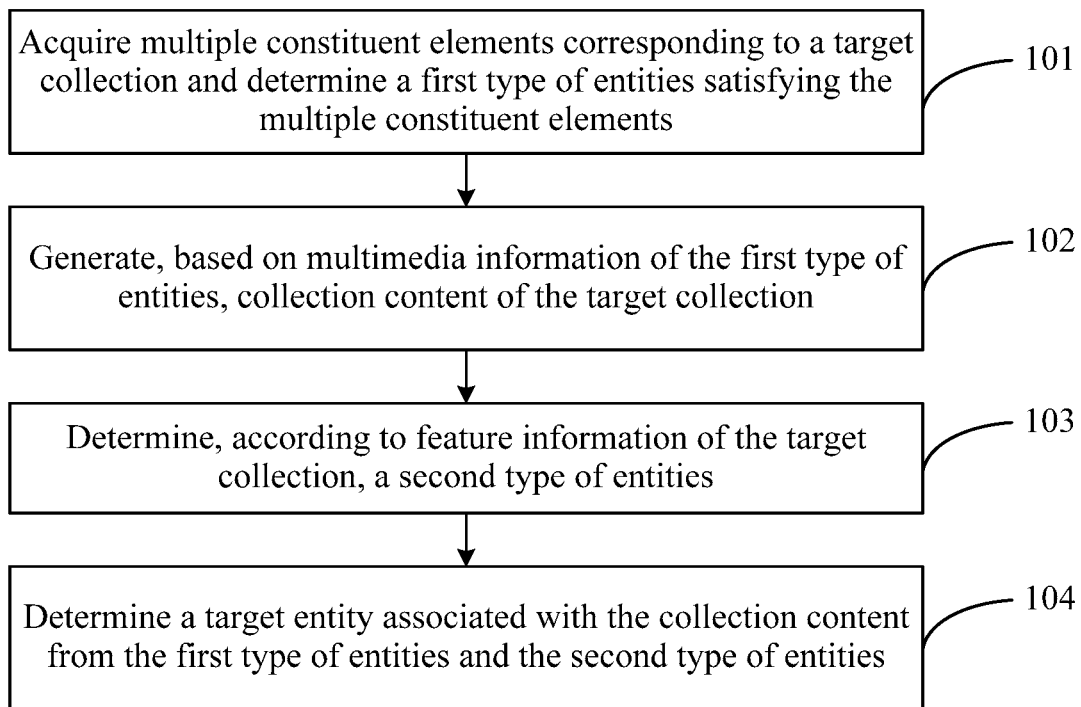 Acquire multiple constituent elements corresponding to a target
collection and determine a first type of entities satisfying the
multiple constituent elements
101
Generate, based on multimedia information of the first type of
entities, collection content of the target collection
102
Determine, according to feature information of the target
collection, a second type of entities
103
Determine a target entity associated with the collection content
from the first type of entities and the second type of entities
104